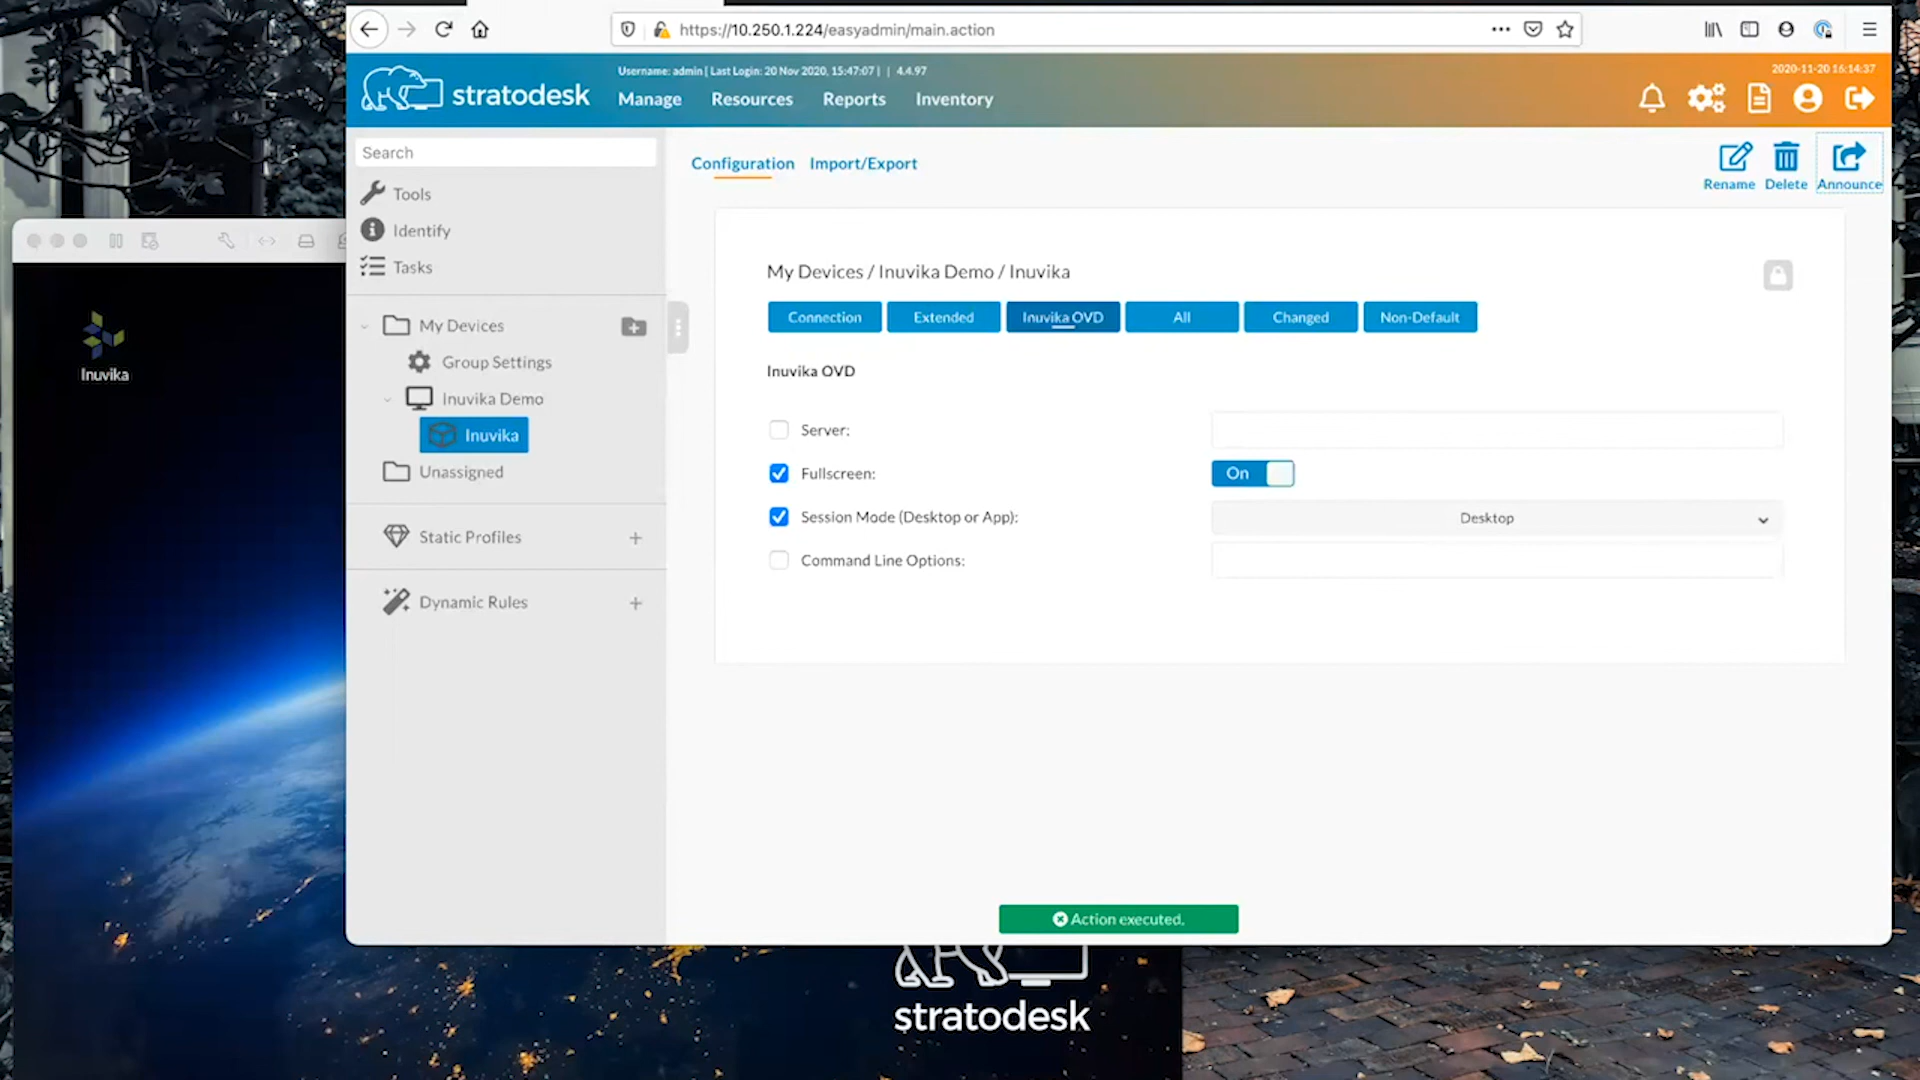 https://10.250.1.224/easyadmin/main.action
stratodesk
Username: admin | Last Login: 20 Nov 2020, 15:47:07 | | 4.4.97
2020-11-20 16:14:37
Manage Resources Reports Inventory
Search
Configuration Import/Export
Rename Delete Announce
Tools
Identify
Tasks
My Devices
Group Settings
Inuvika Demo
Inuvika
Unassigned
Static Profiles
Dynamic Rules
My Devices / Inuvika Demo / Inuvika
Connection Extended Inuvika OVD All Changed Non-Default
Inuvika OVD
Server:
Fullscreen: On
Session Mode (Desktop or App): Desktop
Command Line Options:
Action executed.
Inuvika
stratodesk